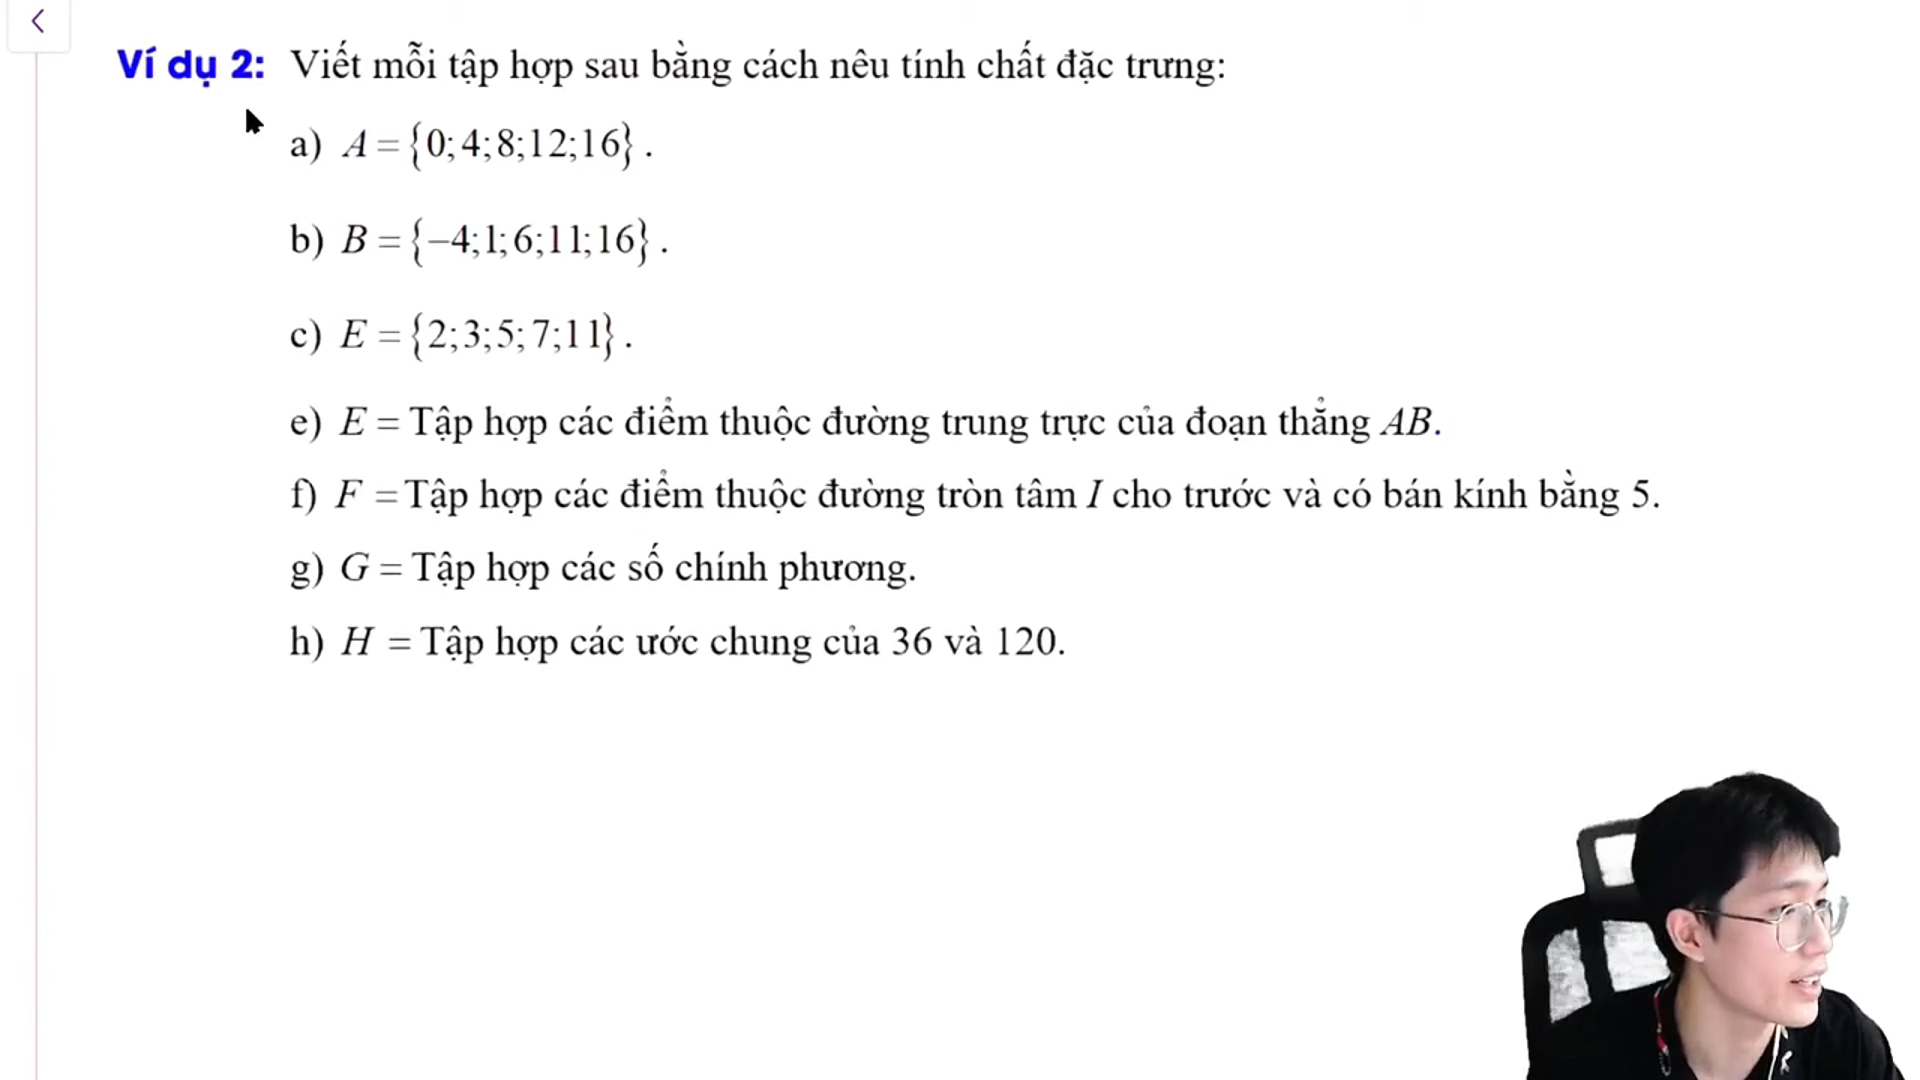 Ví dụ 2: Viết mỗi tập hợp sau bằng cách nêu tính chất đặc trưng:
a) A = {0; 4; 8; 12; 16}.
b) B = {−4; 1; 6; 11; 16}.
c) E = {2; 3; 5; 7; 11}.
e) E = Tập hợp các điểm thuộc đường trung trực của đoạn thẳng AB.
f) F = Tập hợp các điểm thuộc đường tròn tâm I cho trước và có bán kính bằng 5.
g) G = Tập hợp các số chính phương.
h) H = Tập hợp các ước chung của 36 và 120.